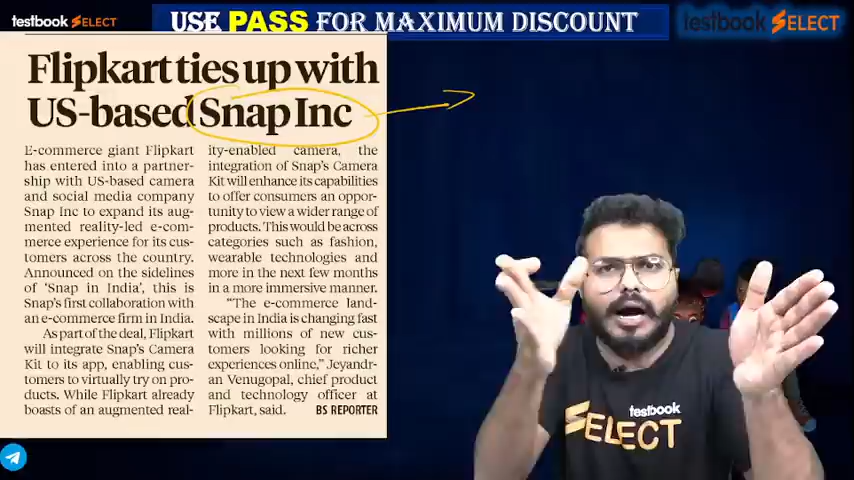 testbook SELECT
USE PASS FOR MAXIMUM DISCOUNT
testbook SELECT
Flipkart ties up with
US-based Snap Inc
E-commerce giant Flipkart
has entered into a partner-
ship with US-based camera
and social media company
Snap Inc to expand its aug-
mented reality-led e-com-
merce experience for its cus-
tomers across the country.
Announced on the sidelines
of ‘Snap in India’, this is
Snap’s first collaboration with
an e-commerce firm in India.
As part of the deal, Flipkart
will integrate Snap’s Camera
Kit to its app, enabling cus-
tomers to virtually try on pro-
ducts. While Flipkart already
boasts of an augmented real-
ity-enabled camera, the
integration of Snap’s Camera
Kit will enhance its capabilities
to offer consumers an oppor-
tunity to view a wider range of
products. This would be across
categories such as fashion,
wearable technologies and
more in the next few months
in a more immersive manner.
“The e-commerce land-
scape in India is changing fast
with millions of new cus-
tomers looking for richer
experiences online,” Jeyandr-
an Venugopal, chief product
and technology officer at
Flipkart, said. BS REPORTER
testbook
SELECT